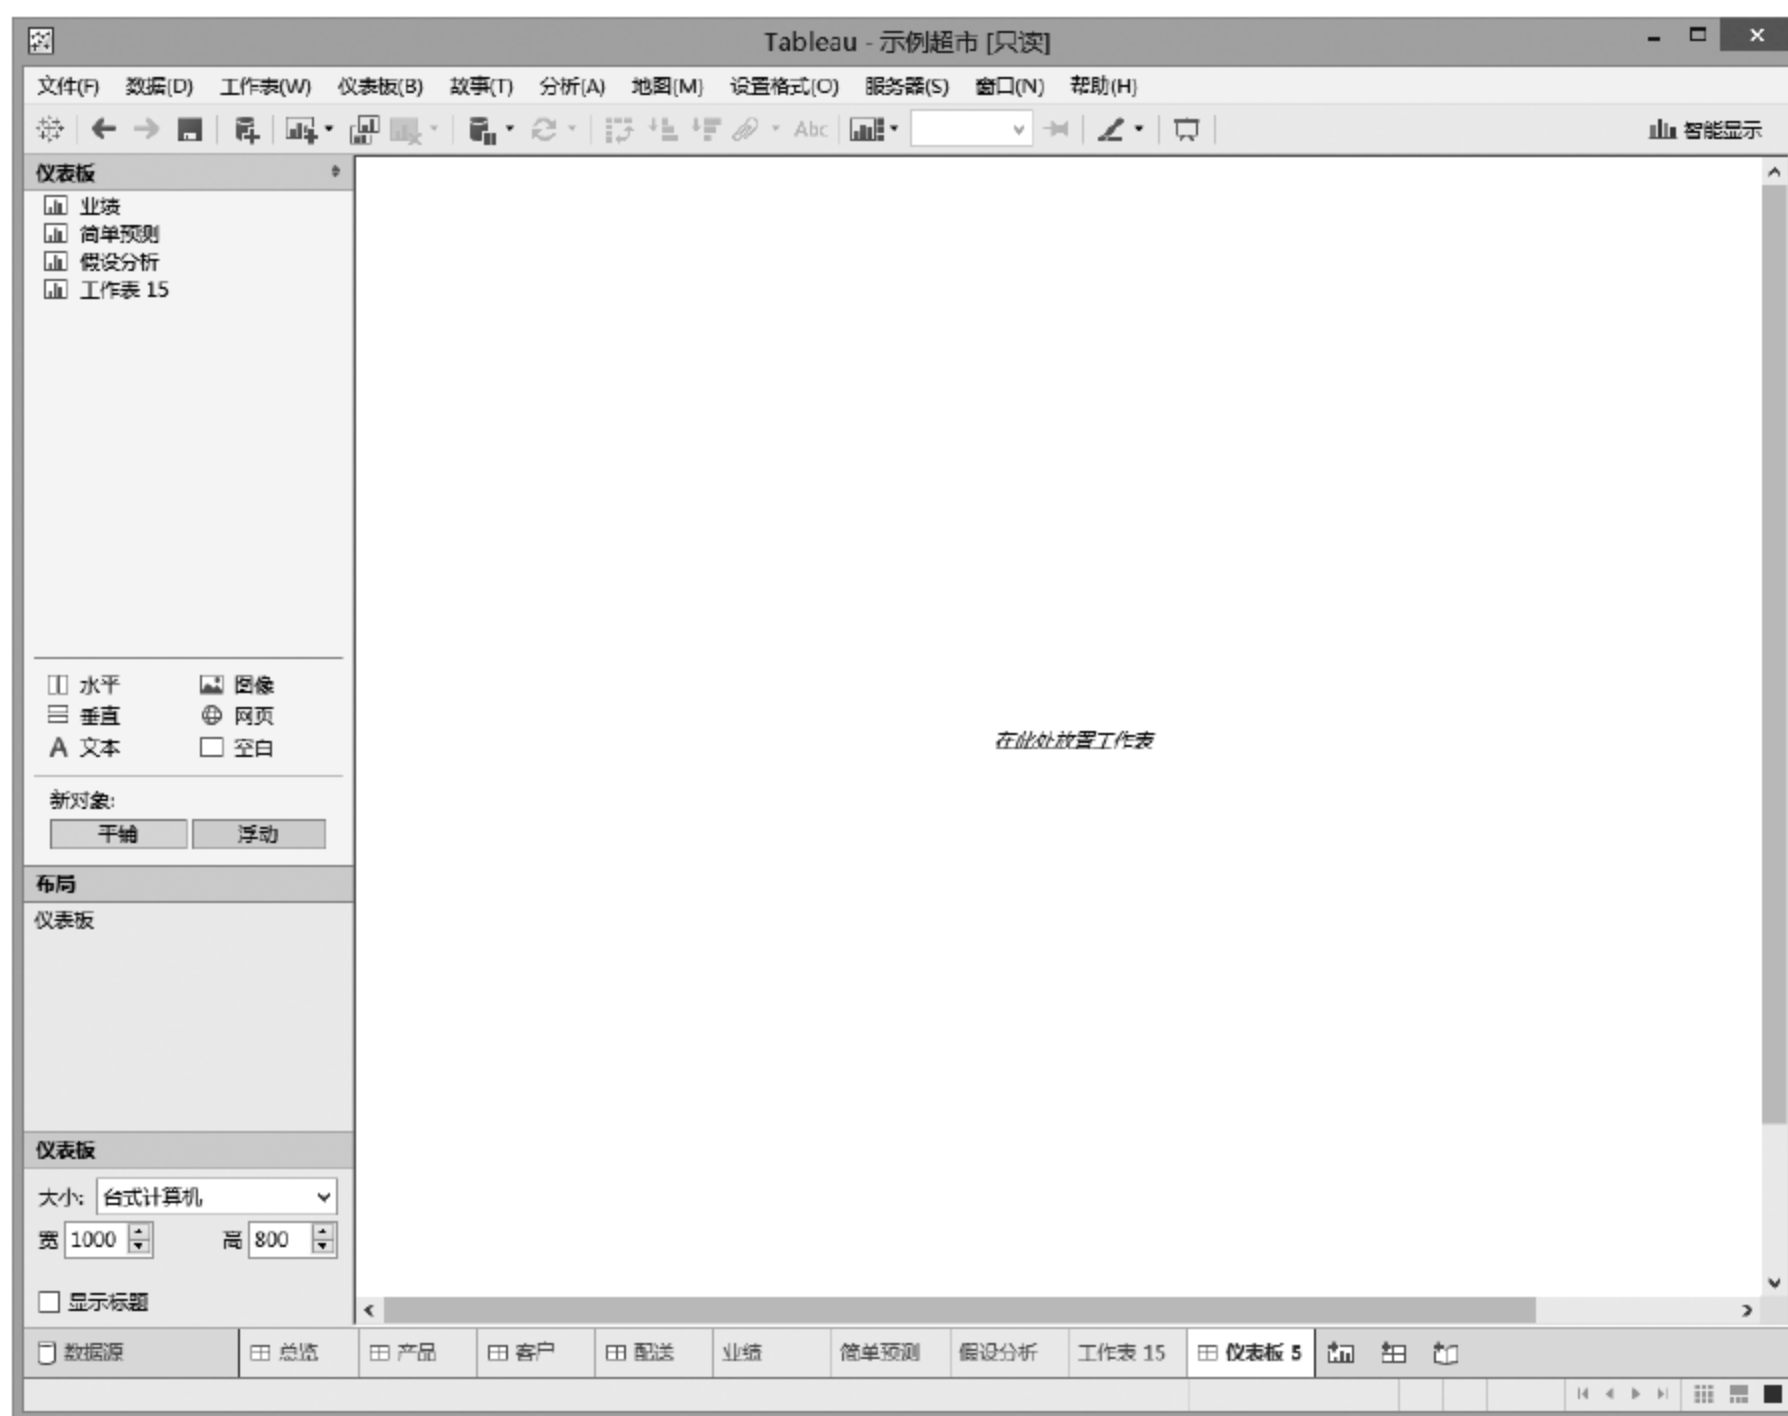 Tableau - 示例超市 [只读]
文件(F) 数据(D) 工作表(W) 仪表板(B) 故事(T) 分析(A) 地图(M) 设置格式(O) 服务器(S) 窗口(N) 帮助(H)
Abc 智能显示
仪表板
业绩
简单预测
假设分析
工作表 15
在此处放置工作表
水平 图像
垂直 网页
A 文本 空白
新对象:
平铺 浮动
布局
仪表板
仪表板
大小: 台式计算机
宽 1000 高 800
显示标题
数据源 总览 产品 客户 配送 业绩 简单预测 假设分析 工作表 15 仪表板 5